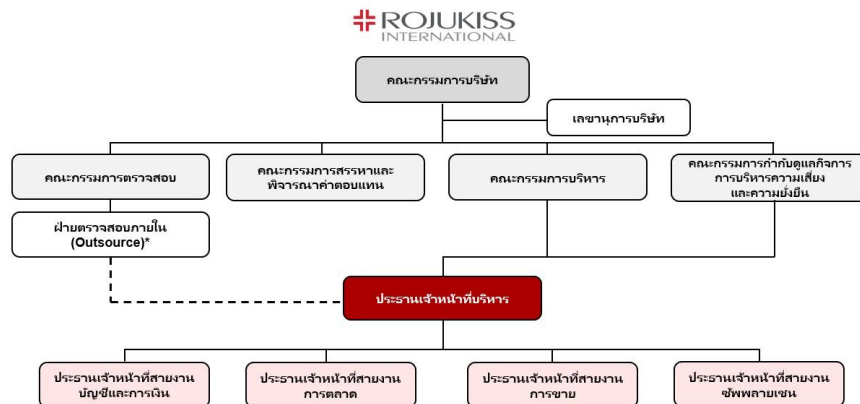 ROJUKISS
INTERNATIONAL
คณะกรรมการบริษัท
เลขานุการบริษัท
คณะกรรมการตรวจสอบ
คณะกรรมการสรรหาและ
พิจารณาค่าตอบแทน
คณะกรรมการบริหาร
คณะกรรมการกำกับดูแลกิจการ
การบริหารความเสี่ยง
และความยั่งยืน
ฝ่ายตรวจสอบภายใน
(Outsource)*
ประธานเจ้าหน้าที่บริหาร
ประธานเจ้าหน้าที่สายงาน
บัญชีและการเงิน
ประธานเจ้าหน้าที่สายงาน
การตลาด
ประธานเจ้าหน้าที่สายงาน
การขาย
ประธานเจ้าหน้าที่สายงาน
ซัพพลายเชน